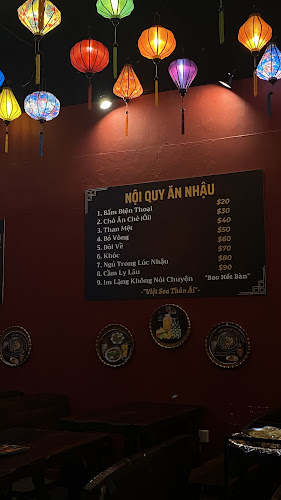 NỘI QUY ĂN NHẬU
1. Bấm Điện Thoại $20
2. Chó Ăn Chè (Ói) $30
3. Than Mệt $40
4. Bỏ Vòng $50
5. Đòi Về $60
6. Khóc $70
7. Ngủ Trong Lúc Nhậu $80
8. Cầm Ly Lâu $90
9. Im Lặng Không Nói Chuyện "Bao Hết Bàn"
-"Việt Sea Thân Ái"-